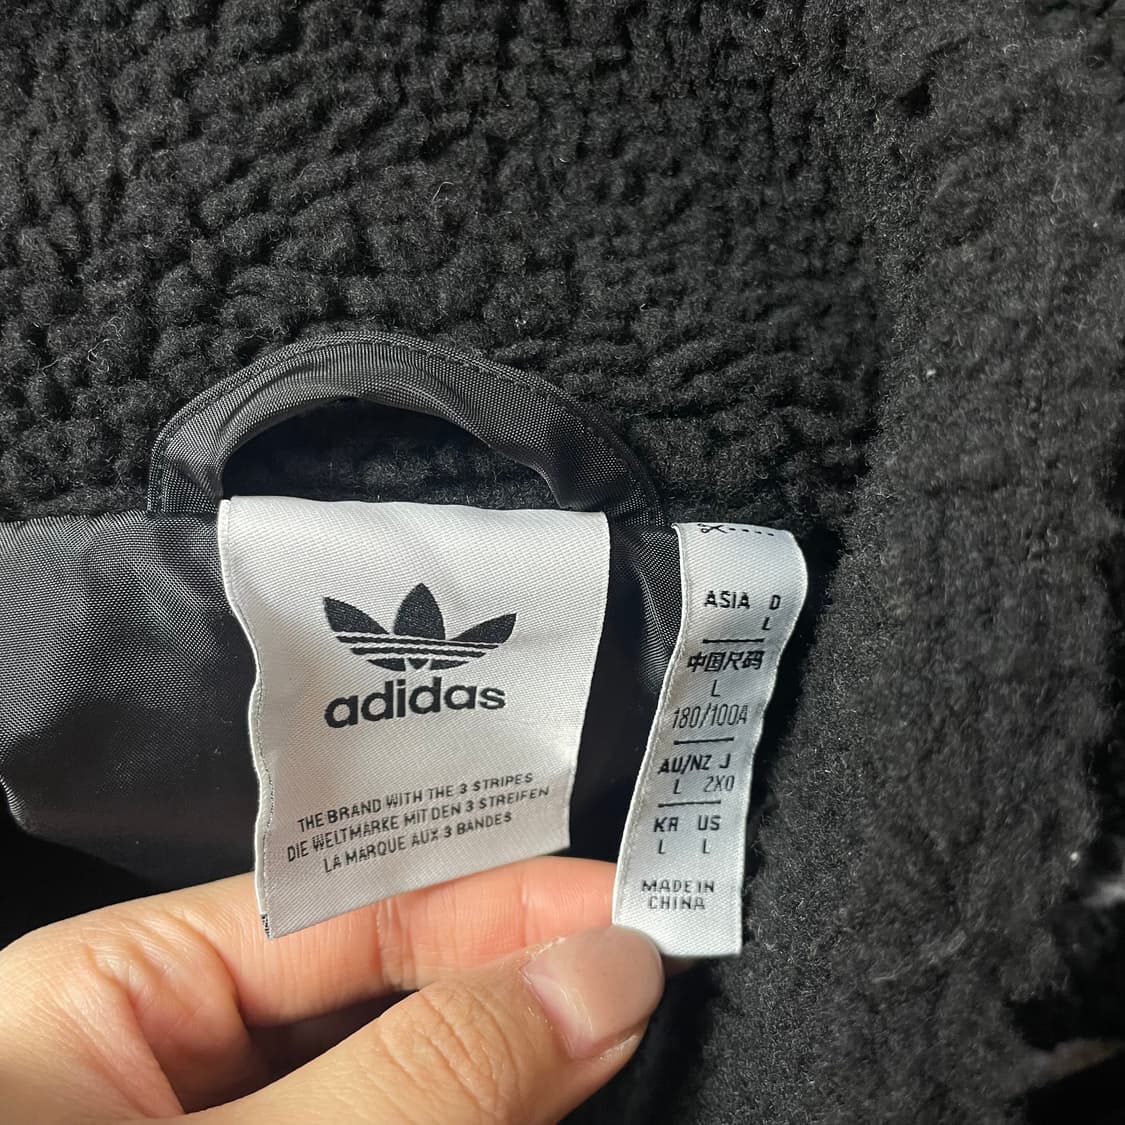 adidas
THE BRAND WITH THE 3 STRIPES
DIE WELTMARKE MIT DEN 3 STREIFEN
LA MARQUE AUX 3 BANDES
ASIA D
L
中国尺码
L
180/100A
AU/NZ J
L 2XO
KR US
L L
MADE IN
CHINA